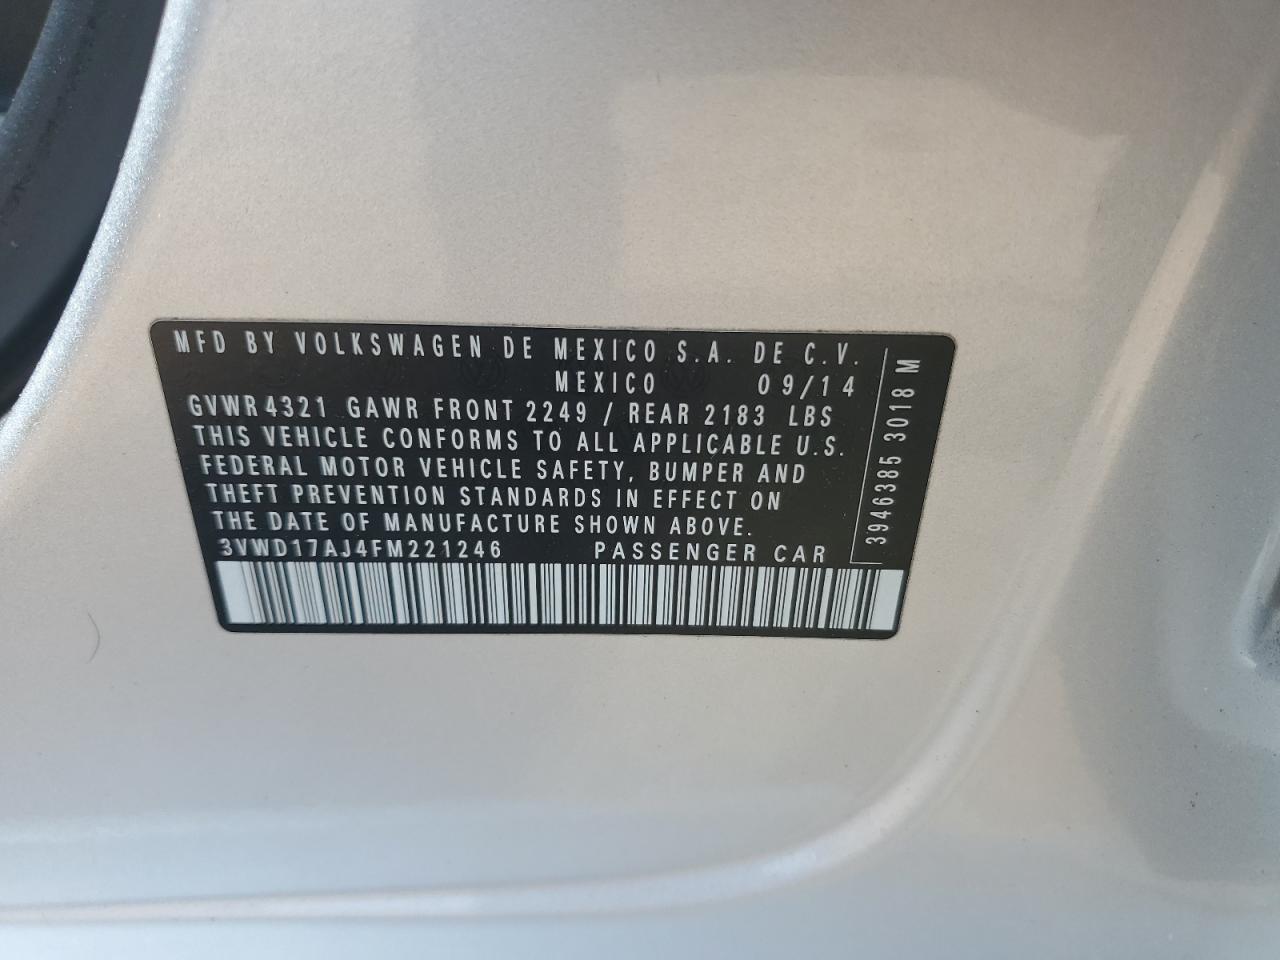 MFD BY VOLKSWAGEN DE MEXICO S.A. DE C.V.
MEXICO 09/14
GVWR 4321 GAWR FRONT 2249 / REAR 2183 LBS
THIS VEHICLE CONFORMS TO ALL APPLICABLE U.S.
FEDERAL MOTOR VEHICLE SAFETY, BUMPER AND
THEFT PREVENTION STANDARDS IN EFFECT ON
THE DATE OF MANUFACTURE SHOWN ABOVE.
3VWD17AJ4FM221246 PASSENGER CAR
3946385 3018 M